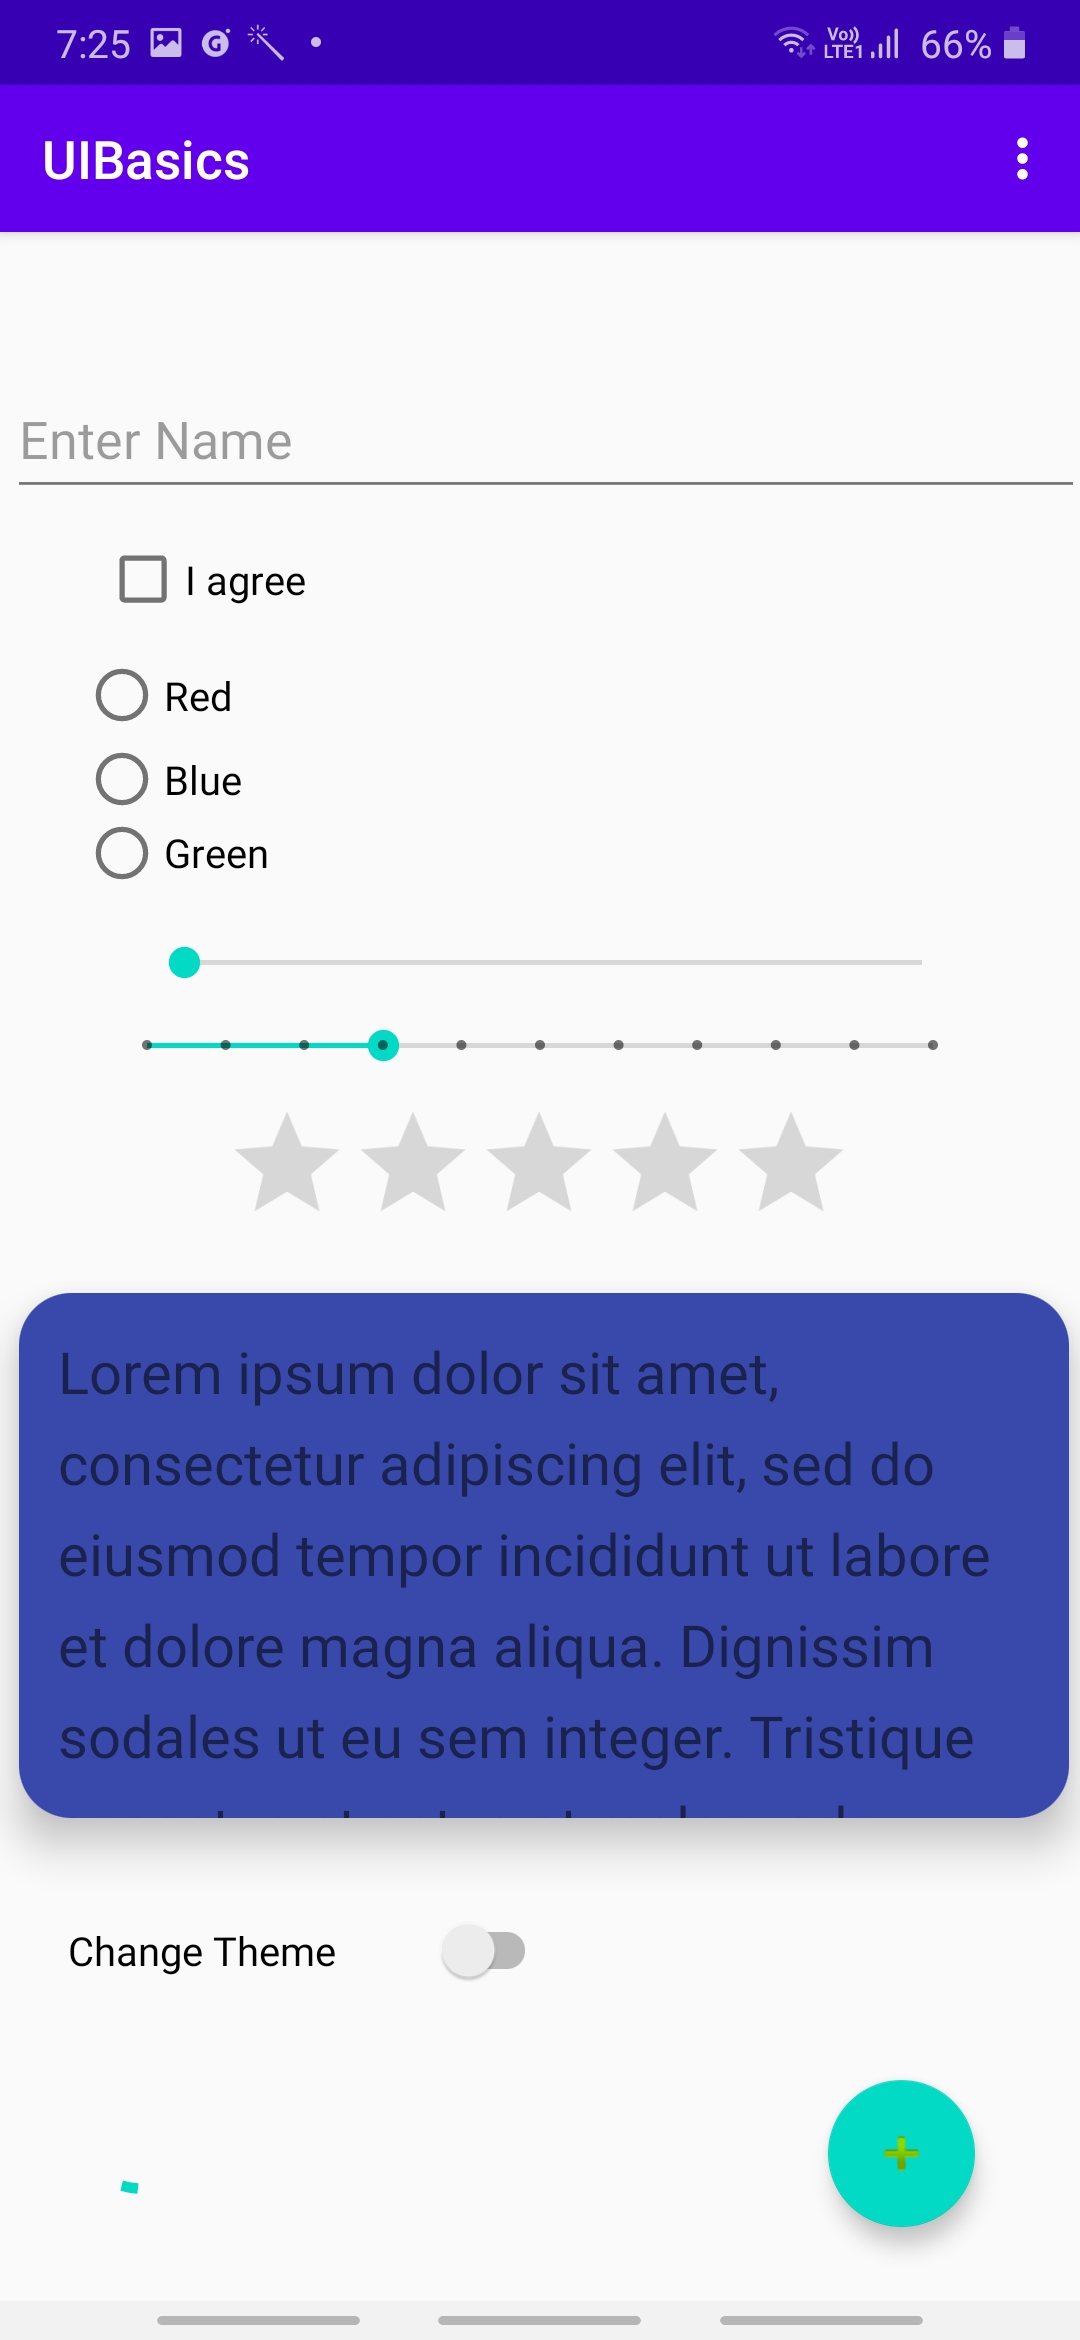 7:25
Vo))
LTE1
66%
UIBasics
Enter Name
I agree
Red
Blue
Green
Lorem ipsum dolor sit amet,
consectetur adipiscing elit, sed do
eiusmod tempor incididunt ut labore
et dolore magna aliqua. Dignissim
sodales ut eu sem integer. Tristique
Change Theme